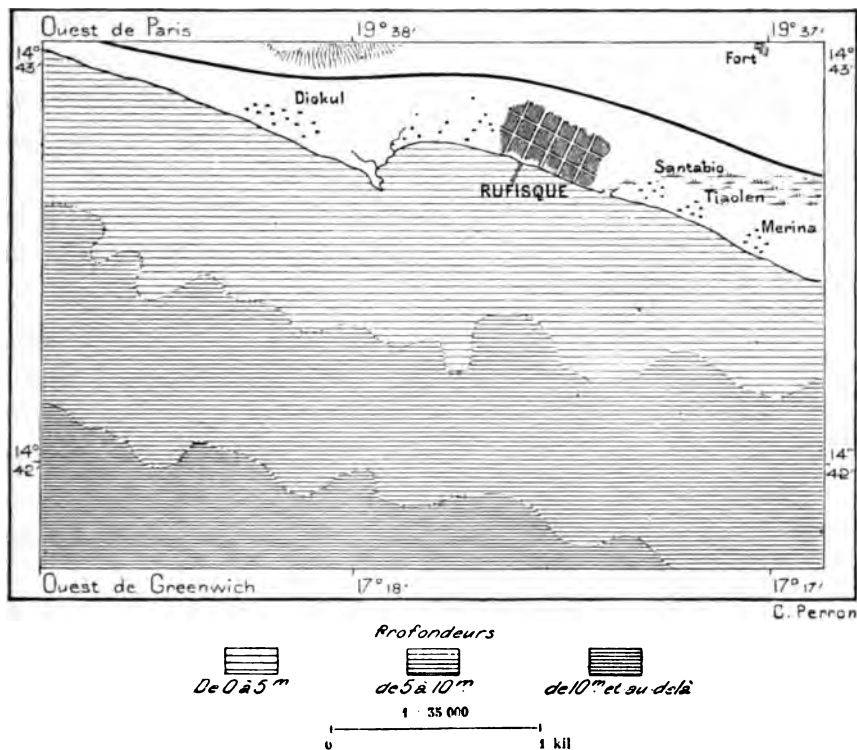 Ouest de Paris
19° 38′
19° 37′
14° 43′
14° 43′
Fort
Diokul
Santabio
RUFISQUE
Tiaolen
Merina
14° 42′
14° 42′
Ouest de Greenwich
17° 18′
17° 17′
C. Perron
Profondeurs
De 0 à 5 m
de 5 à 10 m
de 10 m et au-delà
1 : 35 000
0
1 kil